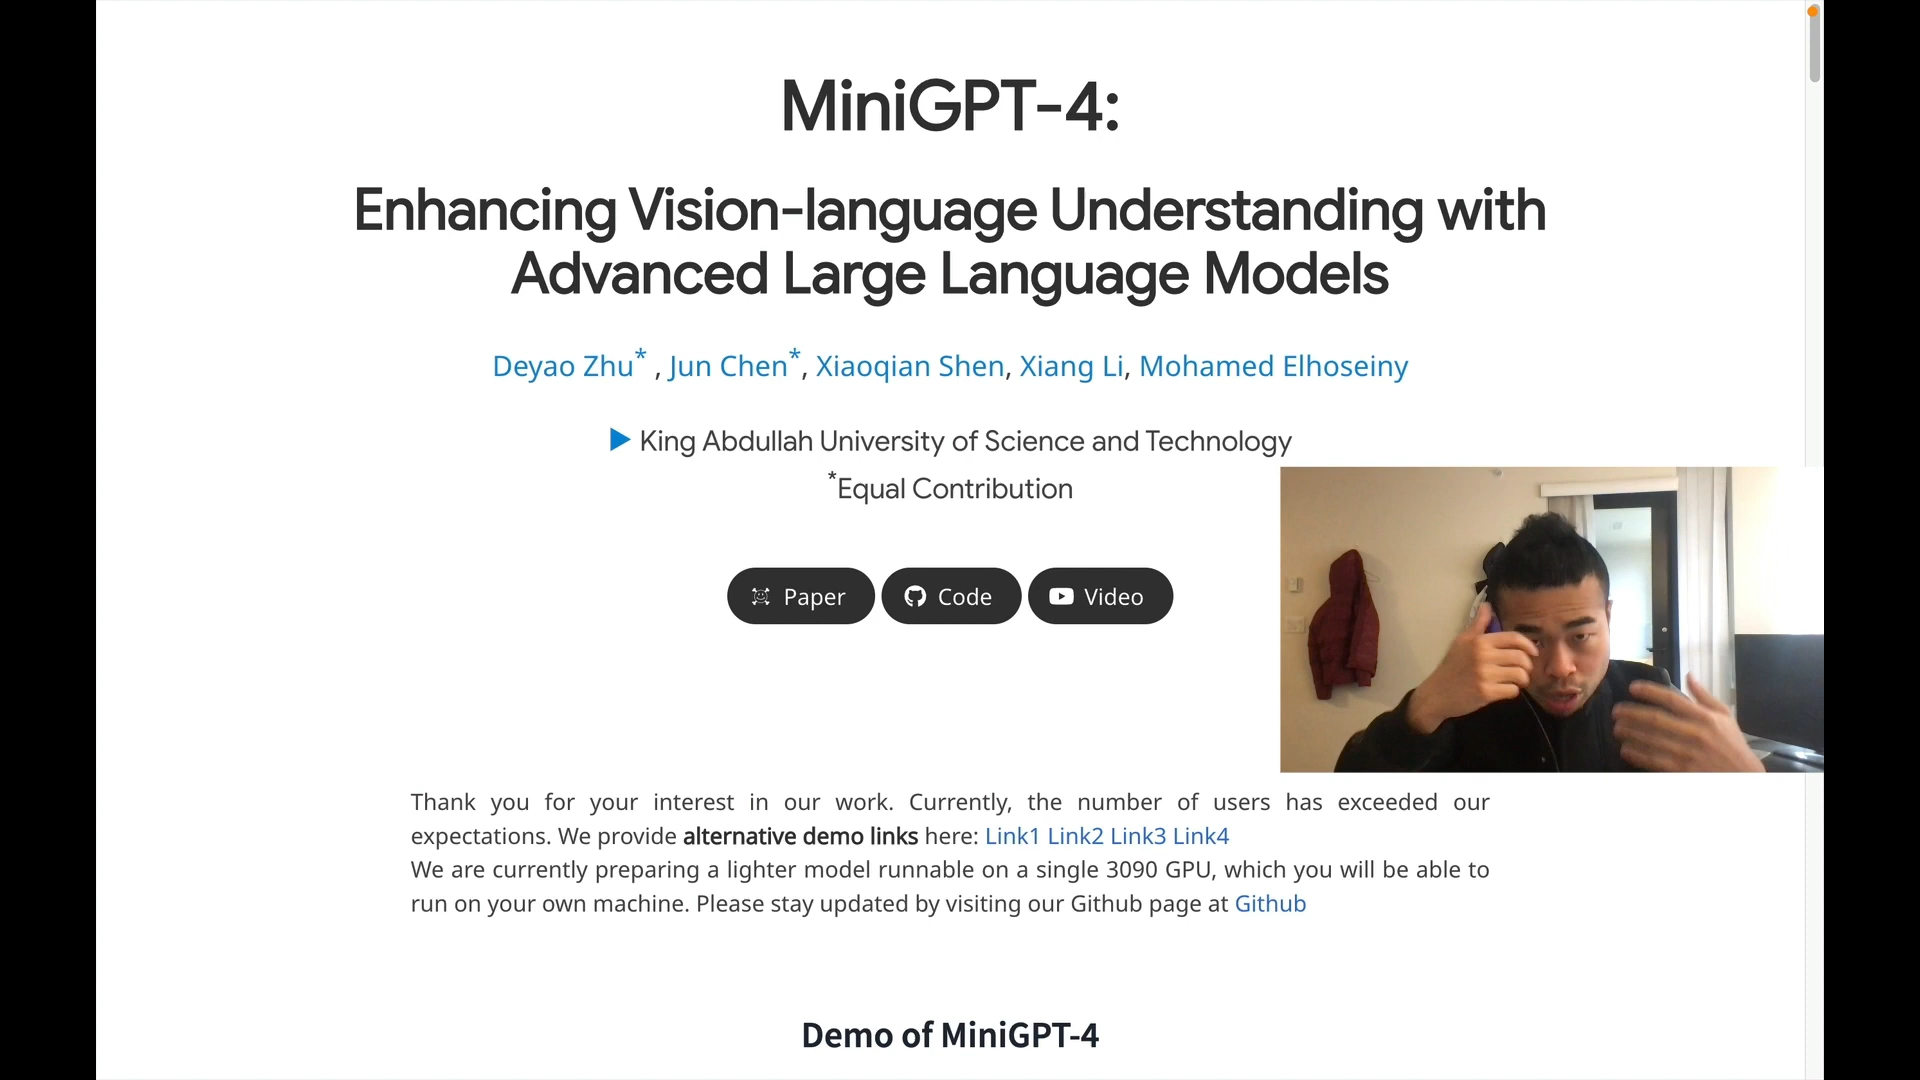 MiniGPT-4:
Enhancing Vision-language Understanding with
Advanced Large Language Models
Deyao Zhu* , Jun Chen*, Xiaoqian Shen, Xiang Li, Mohamed Elhoseiny
King Abdullah University of Science and Technology
*Equal Contribution
Paper Code Video
Thank you for your interest in our work. Currently, the number of users has exceeded our
expectations. We provide alternative demo links here: Link1 Link2 Link3 Link4
We are currently preparing a lighter model runnable on a single 3090 GPU, which you will be able to
run on your own machine. Please stay updated by visiting our Github page at Github
Demo of MiniGPT-4